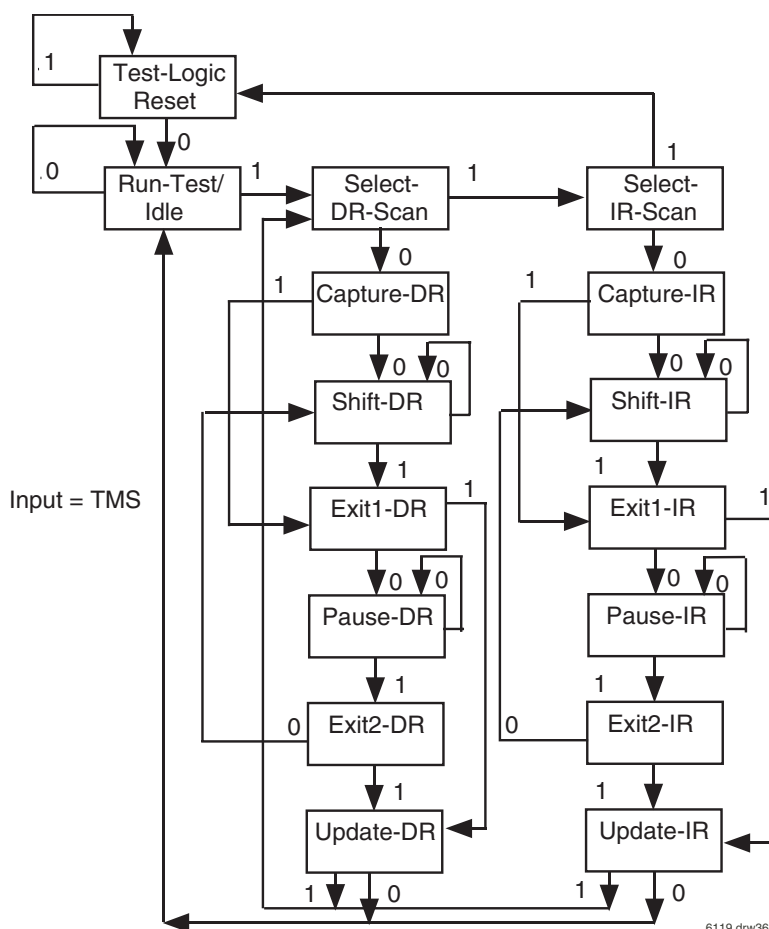 .1
Test-Logic
Reset
0
.0
Run-Test/
Idle
1
Select-
DR-Scan
1
1
Select-
IR-Scan
0
0
1
Capture-DR
1
Capture-IR
0
0
0
0
Shift-DR
Shift-IR
1
1
Input = TMS
Exit1-DR
1
Exit1-IR
1
0
0
0
0
Pause-DR
Pause-IR
1
1
0
Exit2-DR
0
Exit2-IR
1
1
Update-DR
Update-IR
1
0
1
0
6119 drw36